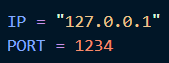 IP = "127.0.0.1"
PORT = 1234